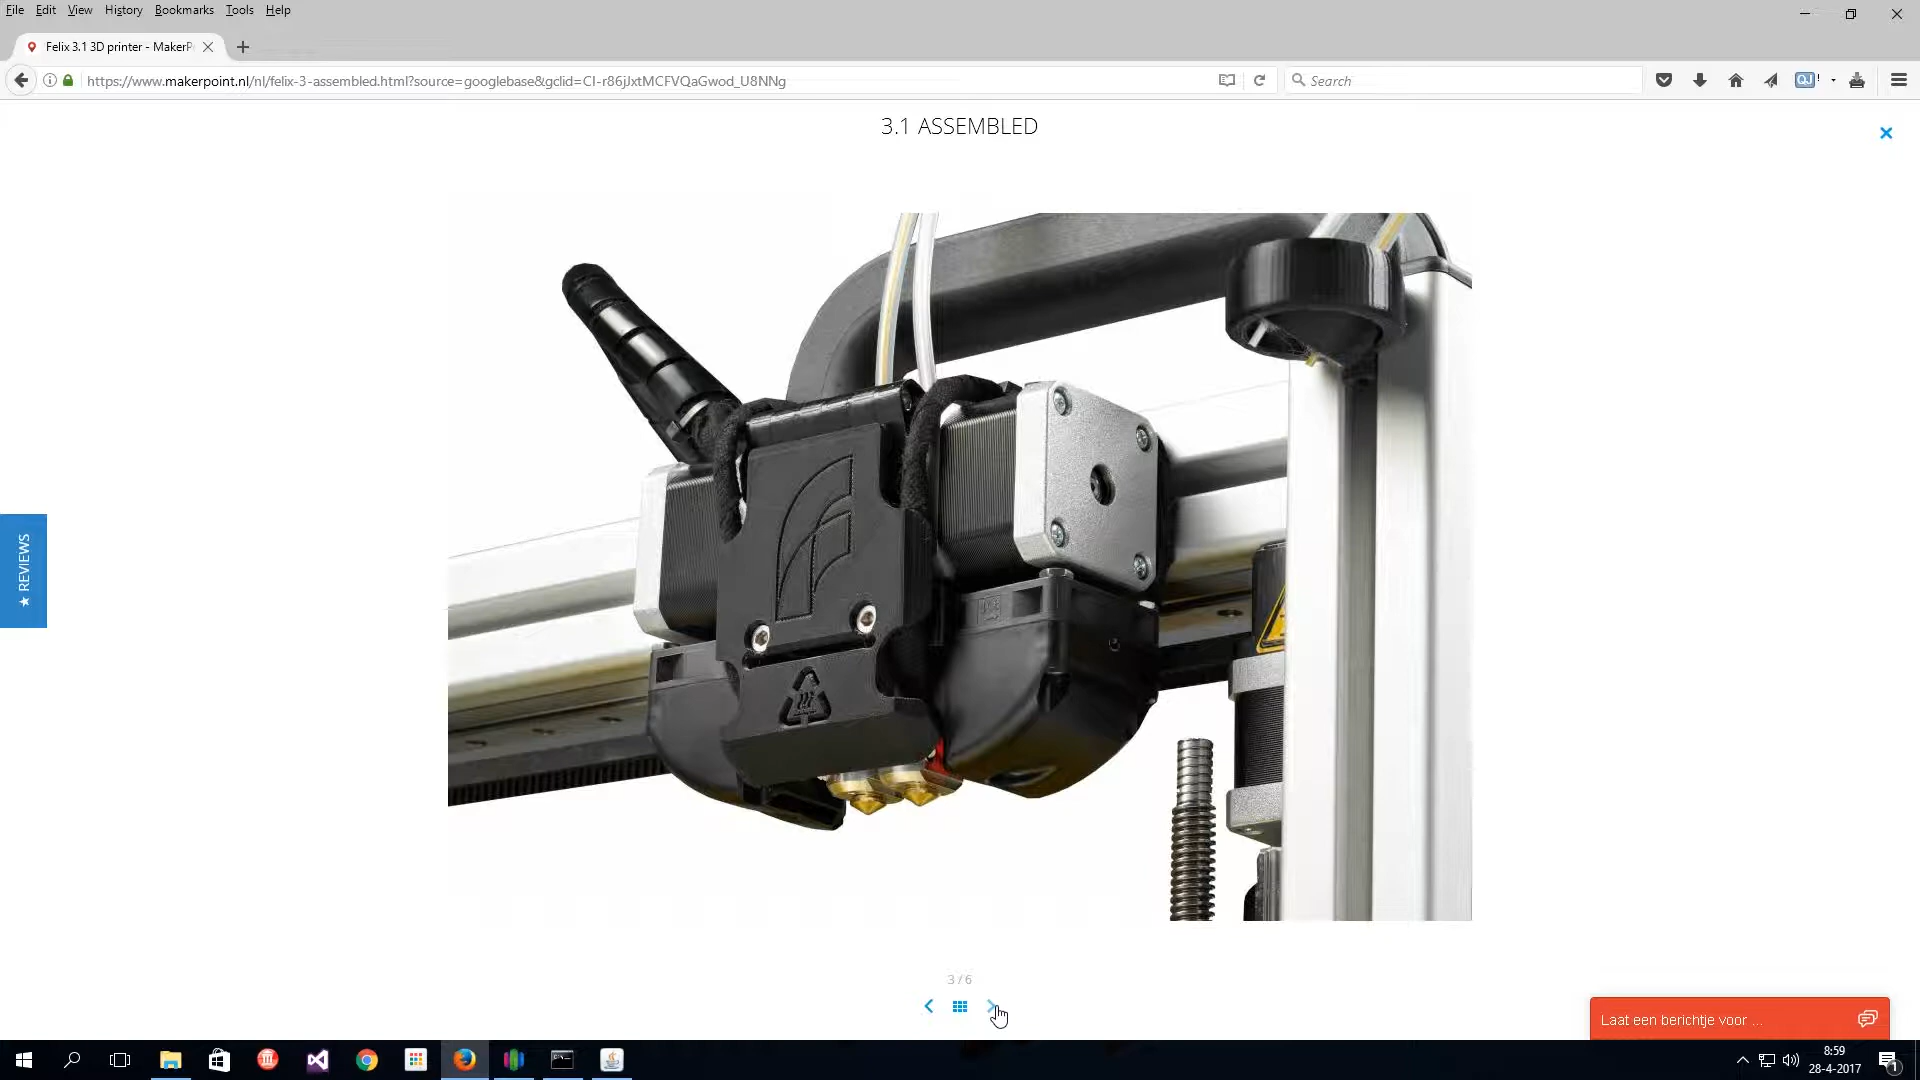 File Edit View History Bookmarks Tools Help
Felix 3.1 3D printer - MakerP
https://www.makerpoint.nl/nl/felix-3-assembled.html?source=googlebase&gclid=CI-r86jJxtMCFVQaGwod_U8NNg
Search
3.1 ASSEMBLED
★ REVIEWS
3 / 6
Laat een berichtje voor ...
8:59
28-4-2017
1